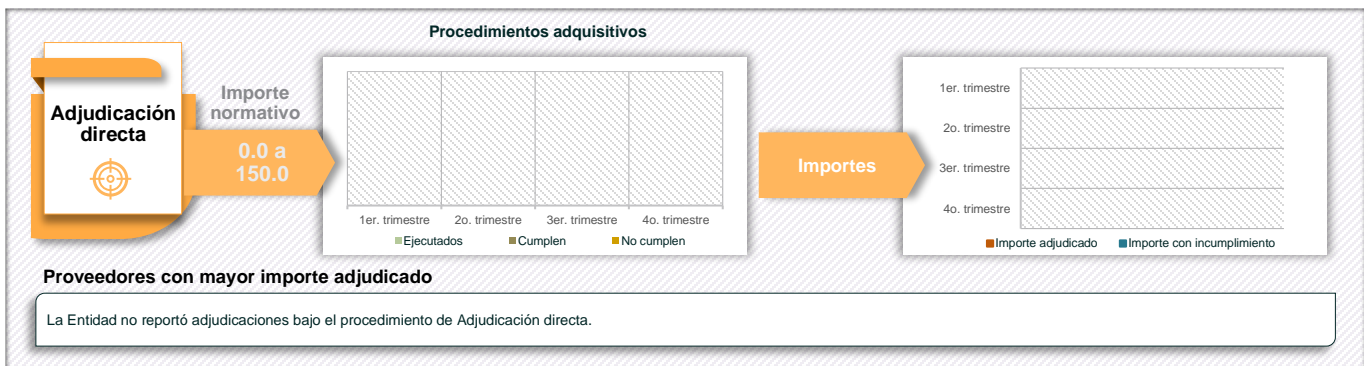 Procedimientos adquisitivos
Adjudicación
directa
Importe
normativo
0.0 a
150.0
1er. trimestre 2o. trimestre 3er. trimestre 4o. trimestre
Ejecutados Cumplen No cumplen
Importes
1er. trimestre
2o. trimestre
3er. trimestre
4o. trimestre
Importe adjudicado Importe con incumplimiento
Proveedores con mayor importe adjudicado
La Entidad no reportó adjudicaciones bajo el procedimiento de Adjudicación directa.